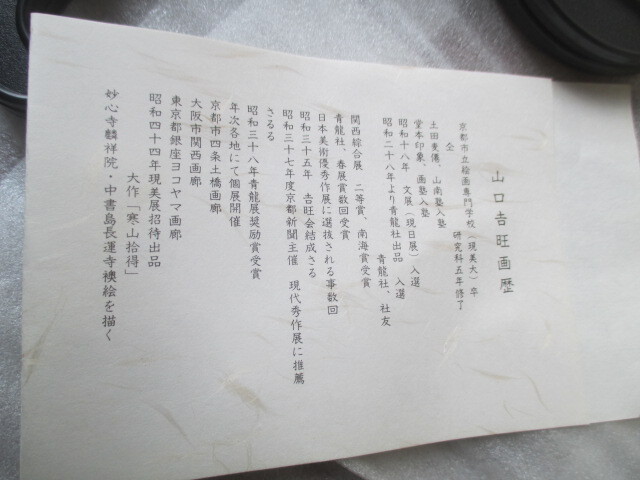 山口吉旺画歴
京都市立絵画専門学校（現美大）卒
仝　　　　　　　研究科五年修了
土田麦僊、山南塾入塾
堂本印象、画塾入塾
昭和十八年　文展（現日展）入選
昭和二十八年より青龍社出品　入選
青龍社、社友
関西綜合展　二等賞、南海賞受賞
青龍社、春展賞数回受賞
日本美術優秀作展に選抜される事数回
昭和三十五年　吉旺会結成さる
昭和三十七年度京都新聞主催　現代秀作展に推薦
さるる
昭和三十八年青龍展奨励賞受賞
年次各地にて個展開催
京都市四条土橋画廊
大阪市関西画廊
東京都銀座ヨコヤマ画廊
昭和四十四年現美展招待出品
大作「寒山拾得」
妙心寺麟祥院・中書島長運寺襖絵を描く